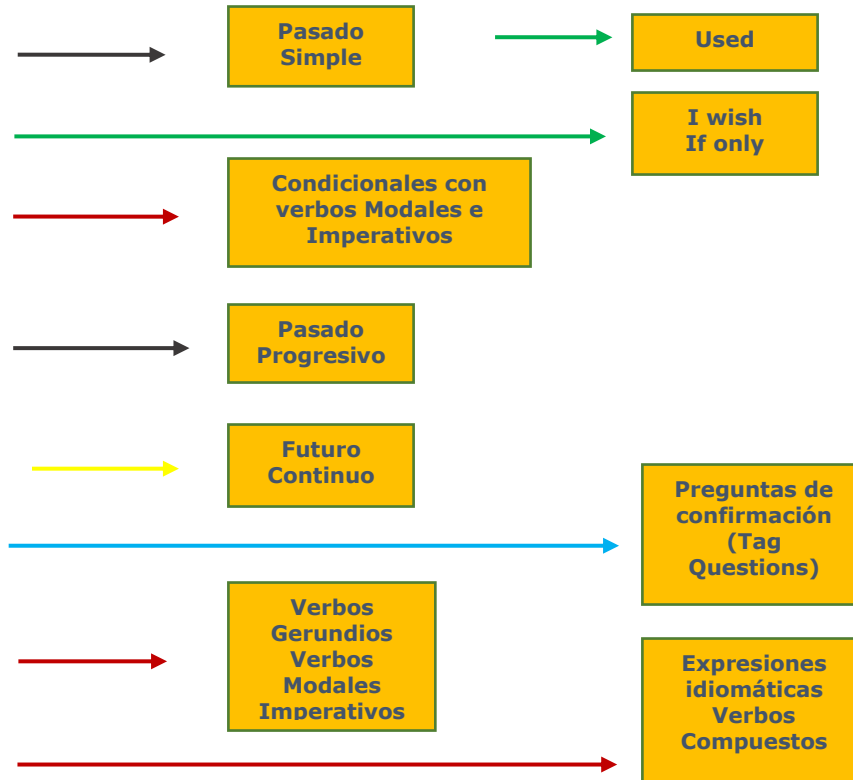 Pasado
Simple
Used
I wish
If only
Condicionales con
verbos Modales e
Imperativos
Pasado
Progresivo
Futuro
Continuo
Preguntas de
confirmación
(Tag
Questions)
Verbos
Gerundios
Verbos
Modales
Imperativos
Expresiones
idiomáticas
Verbos
Compuestos